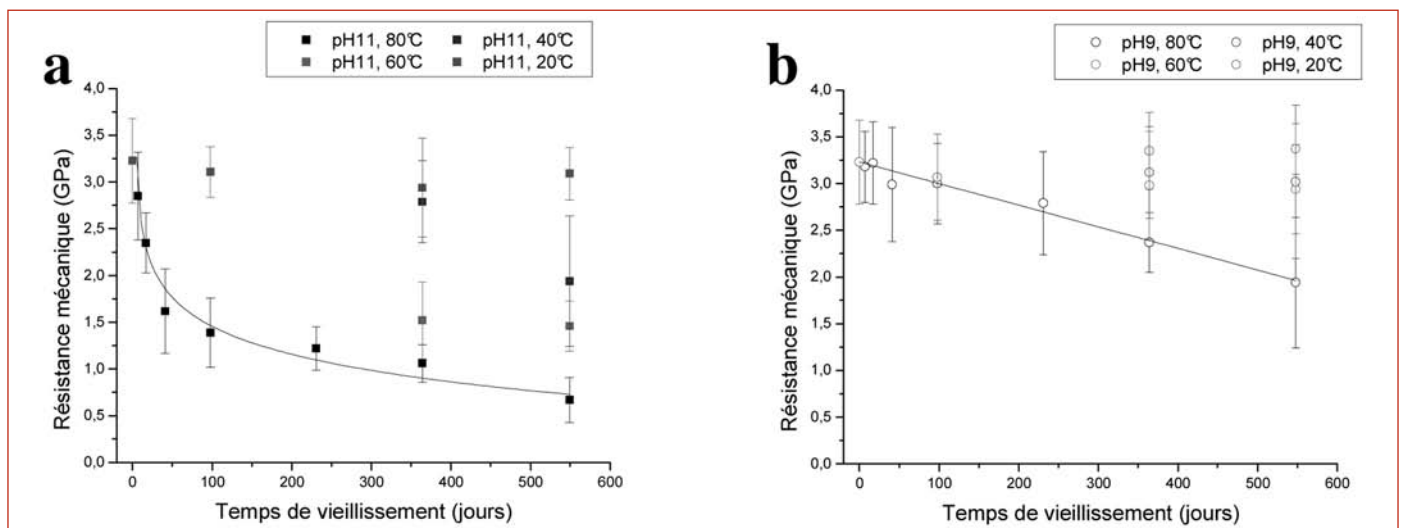 a
pH11, 80°C pH11, 40°C
pH11, 60°C pH11, 20°C
4,0
3,5
3,0
2,5
2,0
1,5
1,0
0,5
0,0
Résistance mécanique (GPa)
0 100 200 300 400 500 600
Temps de vieillissement (jours)
b
pH9, 80°C pH9, 40°C
pH9, 60°C pH9, 20°C
4,0
3,5
3,0
2,5
2,0
1,5
1,0
0,5
0,0
Résistance mécanique (GPa)
0 100 200 300 400 500 600
Temps de vieillissement (jours)